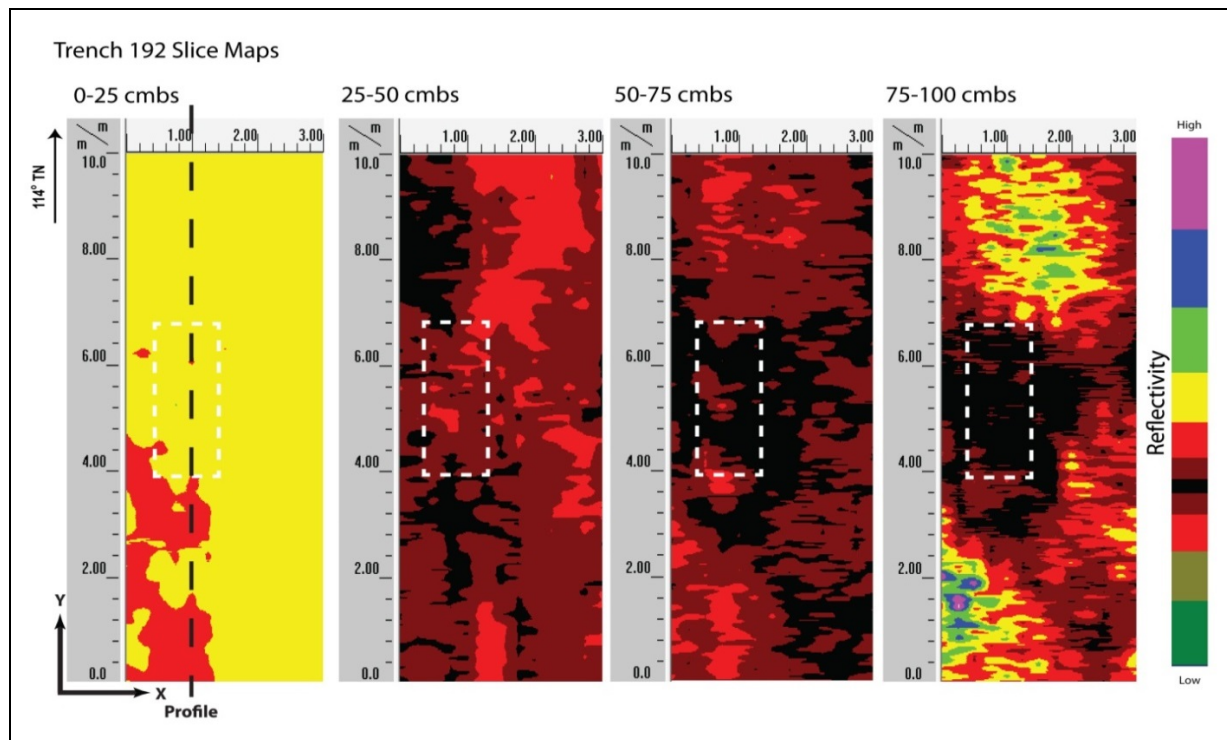 Trench 192 Slice Maps
0-25 cmbs
25-50 cmbs
50-75 cmbs
75-100 cmbs
m
m
1.00
2.00
3.00
m
m
1.00
2.00
3.00
m
m
1.00
2.00
3.00
m
m
1.00
2.00
3.00
114° TN
10.0
8.00
6.00
4.00
2.00
0.0
10.0
8.00
6.00
4.00
2.00
0.0
10.0
8.00
6.00
4.00
2.00
0.0
10.0
8.00
6.00
4.00
2.00
0.0
High
Reflectivity
Low
Y
X
Profile